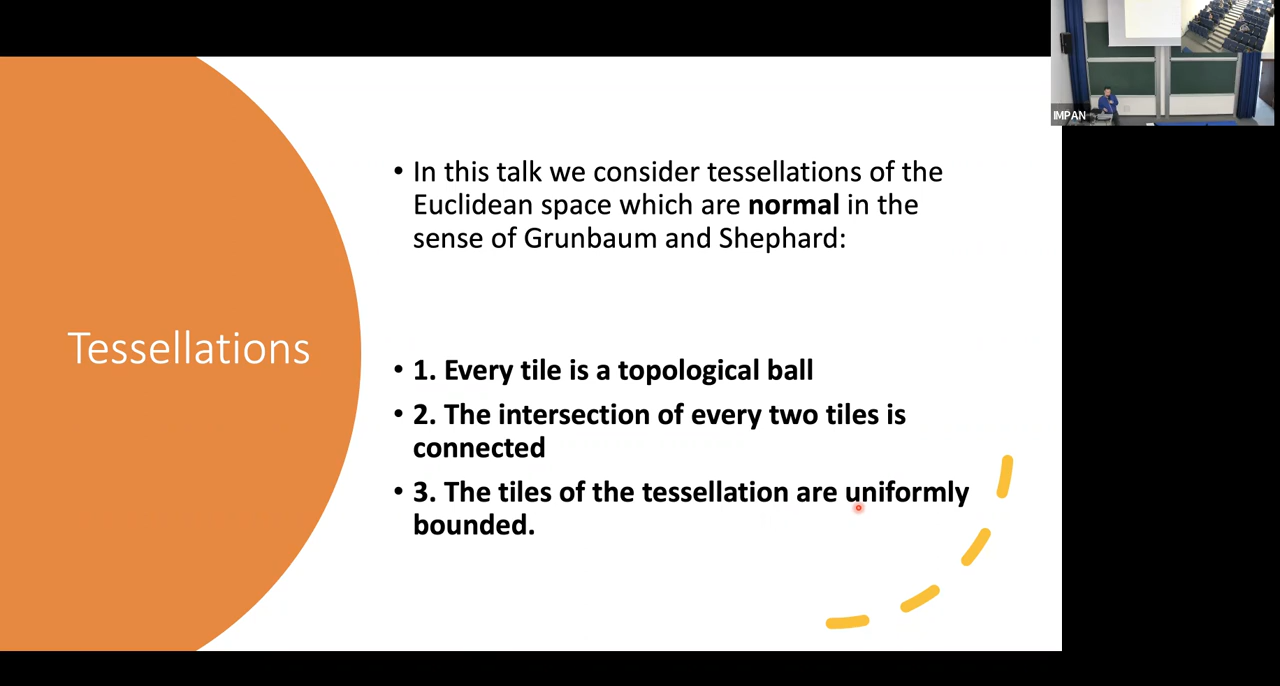 Tessellations
• In this talk we consider tessellations of the
Euclidean space which are normal in the
sense of Grunbaum and Shephard:
• 1. Every tile is a topological ball
• 2. The intersection of every two tiles is
connected
• 3. The tiles of the tessellation are uniformly
bounded.
IMPAN